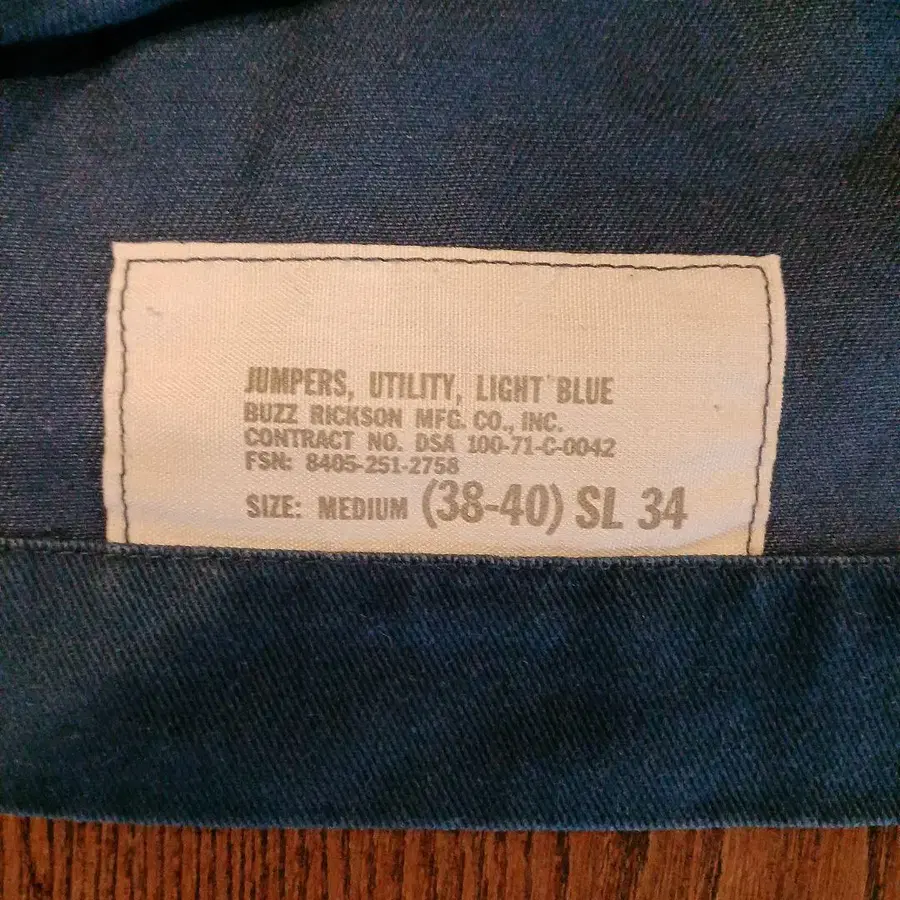 JUMPERS, UTILITY, LIGHT BLUE
BUZZ RICKSON MFG. CO., INC.
CONTRACT NO. DSA 100-71-C-0042
FSN: 8405-251-2758
SIZE: MEDIUM (38-40) SL 34